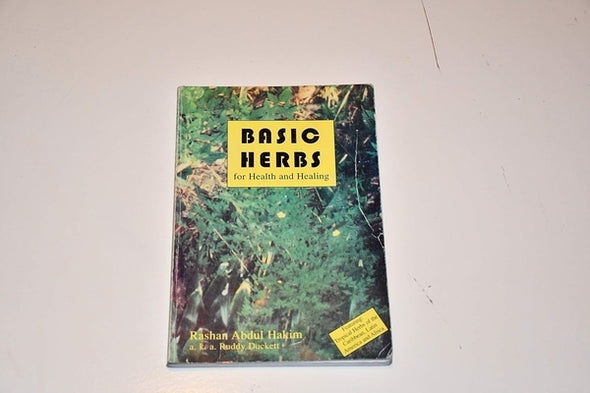 BASIC
HERBS
for Health and Healing
Rashan Abdul Hakim
a. k. a. Ruddy Duckett
Featuring
Tropical Herbs of the
Caribbean, Latin
America and Africa